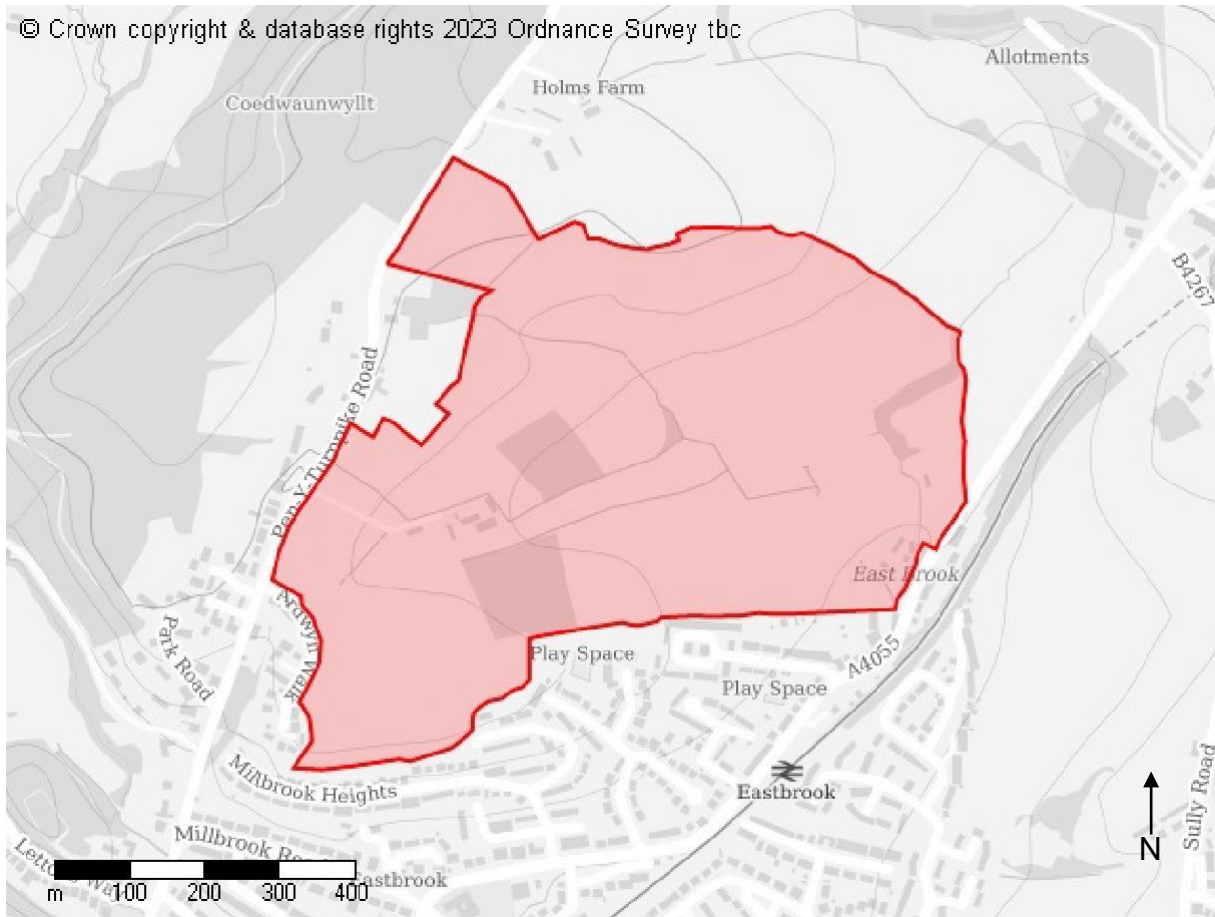 © Crown copyright & database rights 2023 Ordnance Survey tbc
Allotments
Holms Farm
Coedwaunwyllt
B4267
Pen-Y-Turnpike Road
East Brook
Ardwyn Walk
Park Road
Play Space
A4055
Play Space
Millbrook Heights
Eastbrook
Sully Road
Millbrook
Eastbrook
N
m 100 200 300 400